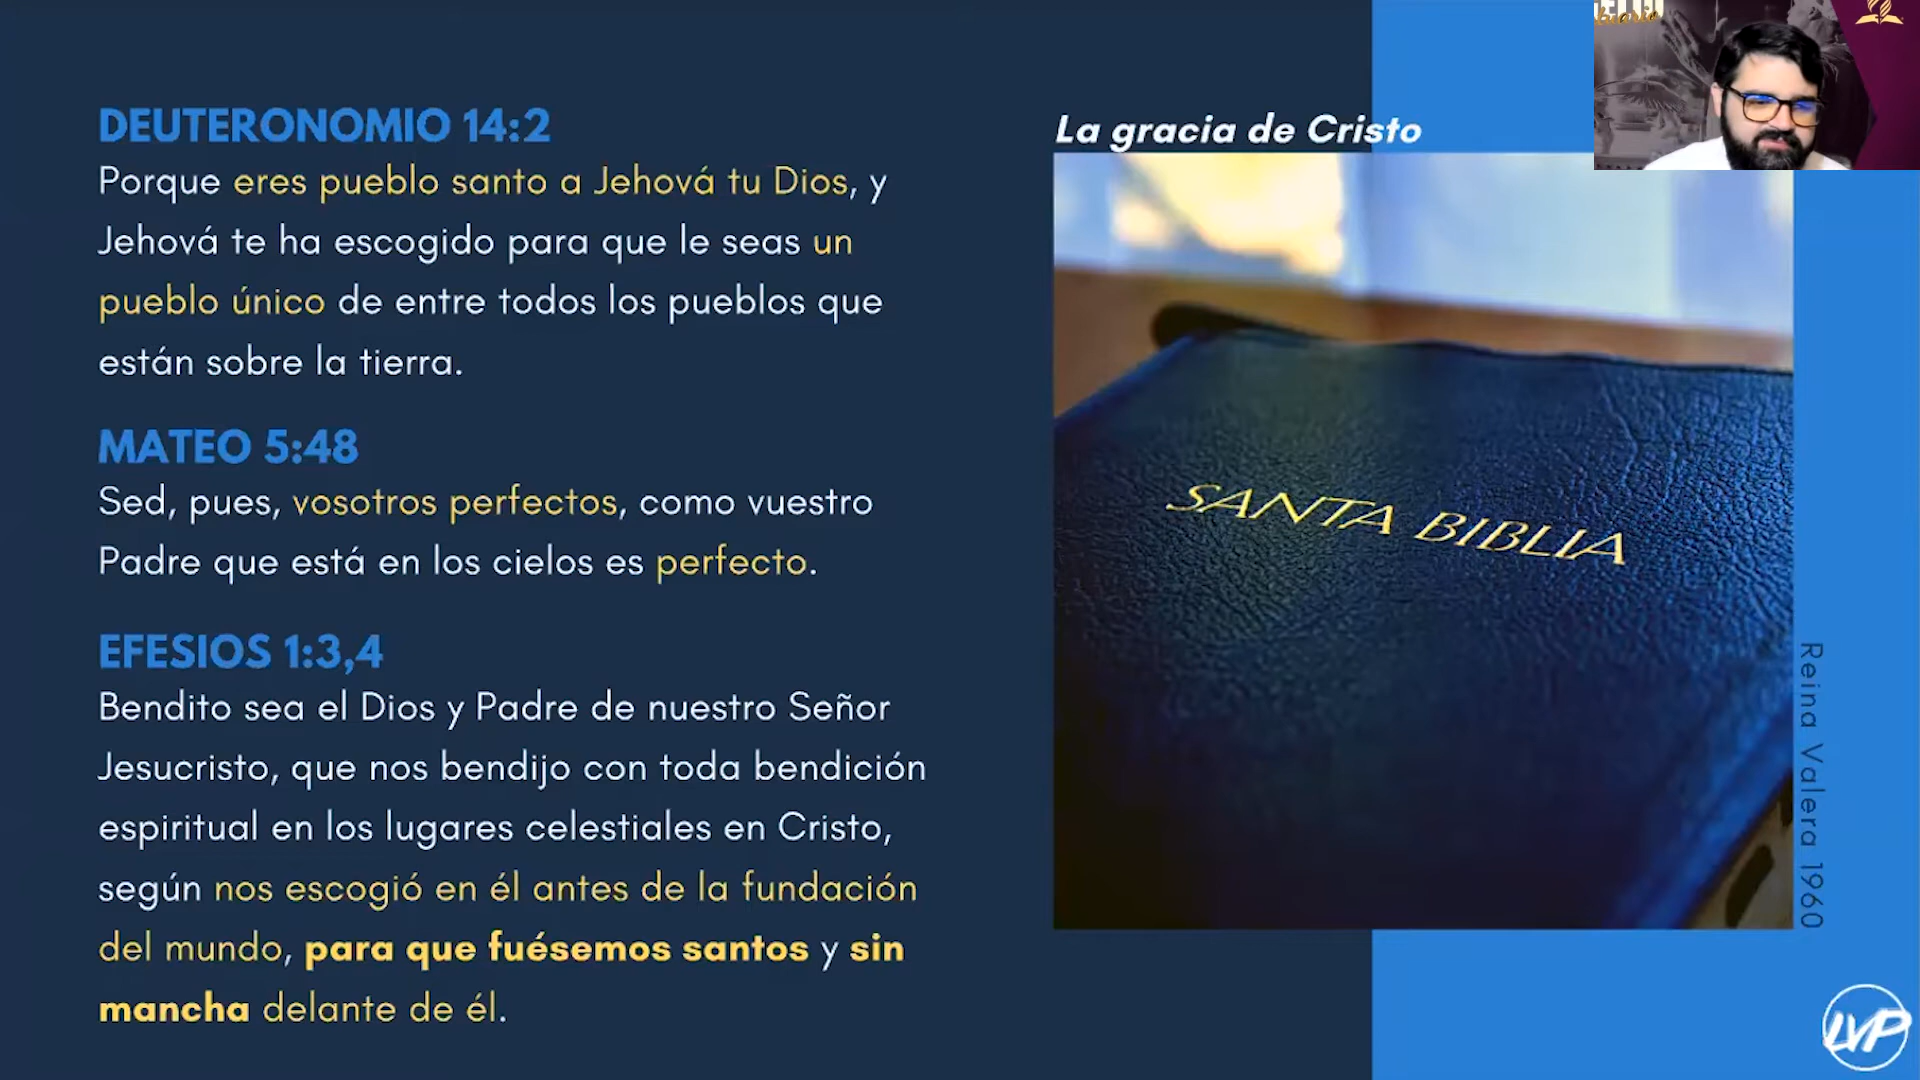 DEUTERONOMIO 14:2
Porque eres pueblo santo a Jehová tu Dios, y
Jehová te ha escogido para que le seas un
pueblo único de entre todos los pueblos que
están sobre la tierra.
MATEO 5:48
Sed, pues, vosotros perfectos, como vuestro
Padre que está en los cielos es perfecto.
EFESIOS 1:3,4
Bendito sea el Dios y Padre de nuestro Señor
Jesucristo, que nos bendijo con toda bendición
espiritual en los lugares celestiales en Cristo,
según nos escogió en él antes de la fundación
del mundo, para que fuésemos santos y sin
mancha delante de él.
La gracia de Cristo
SANTA BIBLIA
Reina Valera 1960
LVP